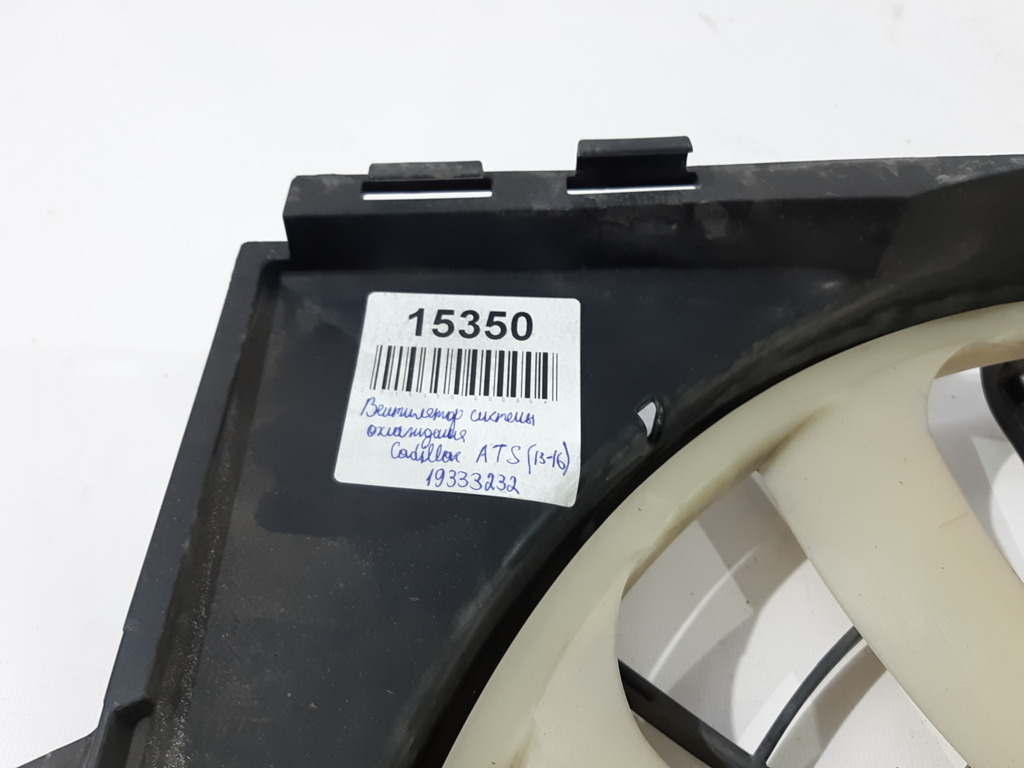 15350
Вентилятор системы
охлаждения
Cadillac ATS (13-16)
19333232